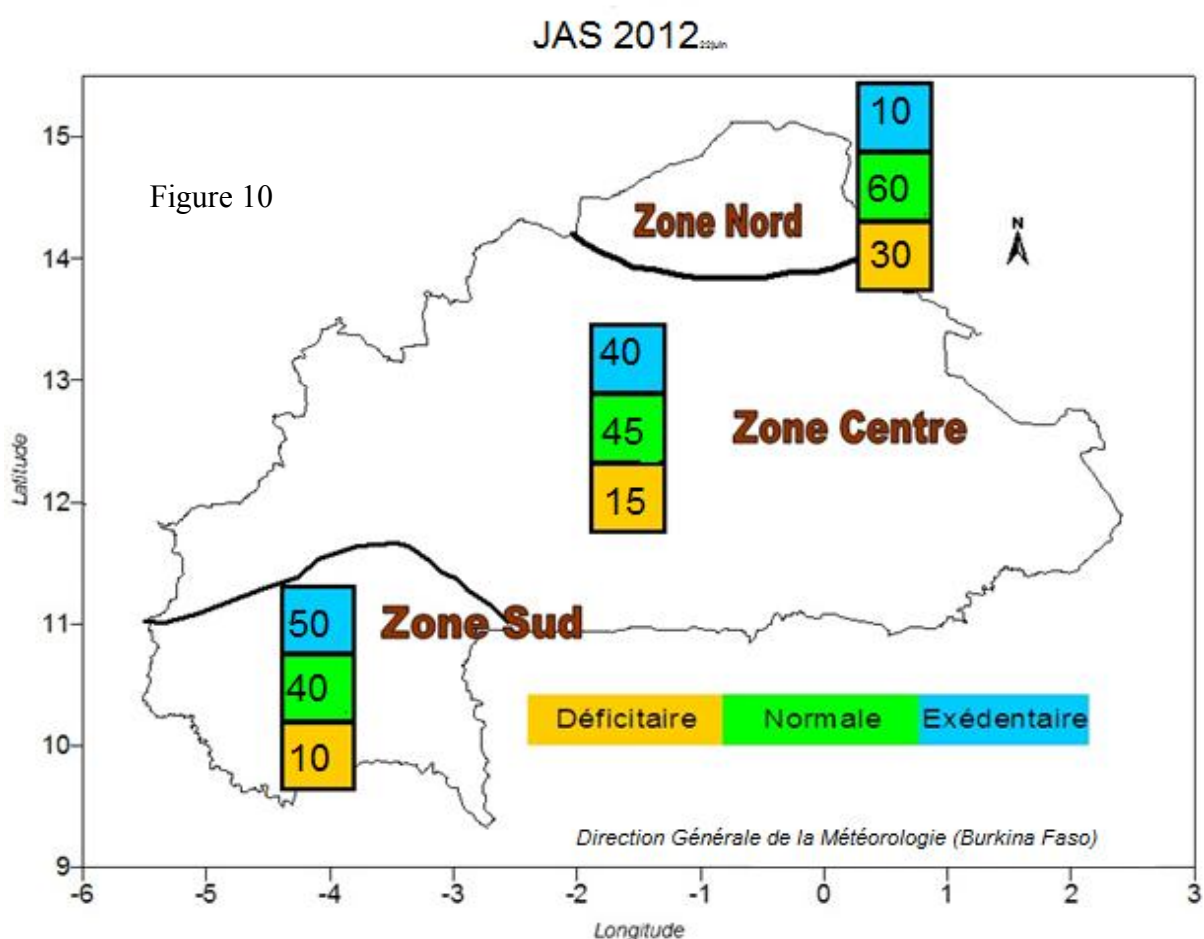 JAS 2012 22juin
Figure 10
10
60
30
Zone Nord
N
40
45
15
Zone Centre
50
40
10
Zone Sud
Déficitaire Normale Exédentaire
Direction Générale de la Météorologie (Burkina Faso)
Latitude
15
14
13
12
11
10
9
-6 -5 -4 -3 -2 -1 0 1 2 3
Longitude